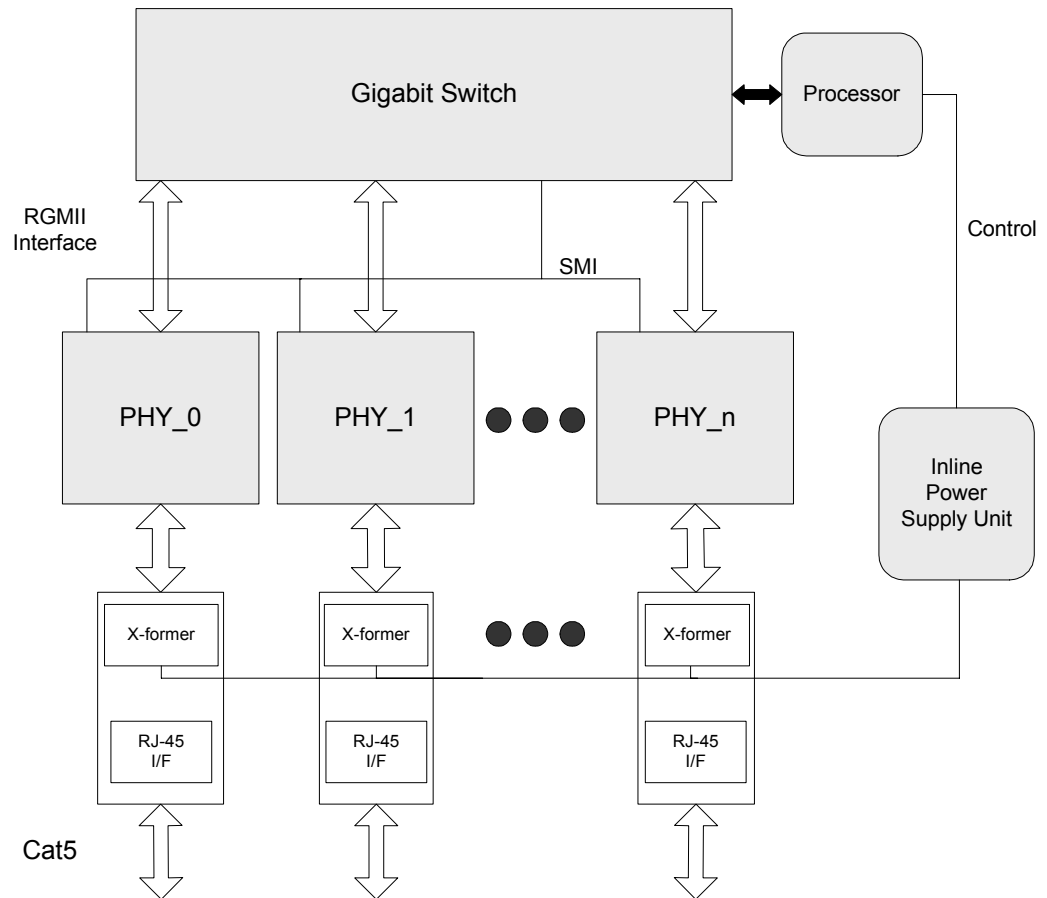 Gigabit Switch
Processor
RGMII
Interface
Control
SMI
PHY_0
PHY_1
PHY_n
Inline
Power
Supply Unit
X-former
X-former
X-former
RJ-45
I/F
RJ-45
I/F
RJ-45
I/F
Cat5